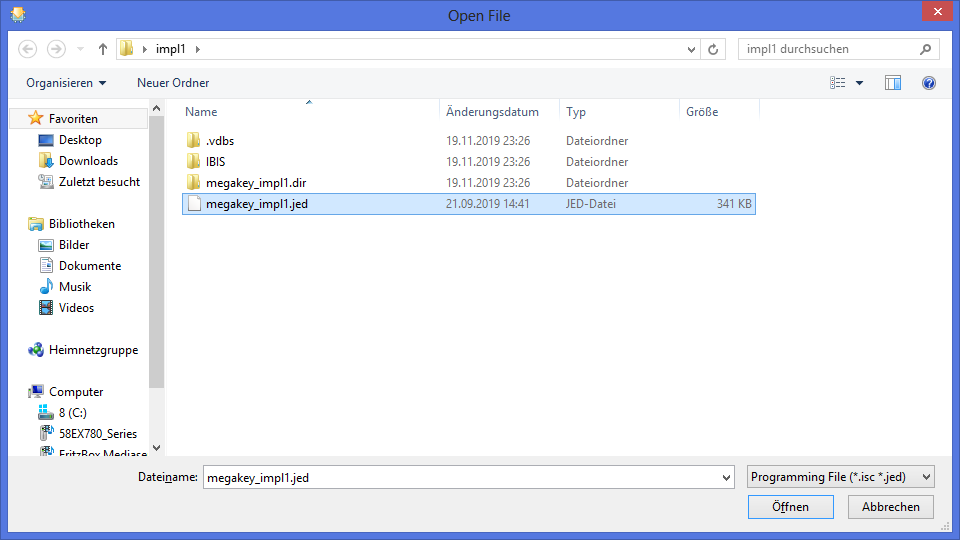 Open File
impl1
impl1 durchsuchen
Organisieren
Neuer Ordner
Name Änderungsdatum Typ Größe
Favoriten
Desktop
Downloads
Zuletzt besucht
Bibliotheken
Bilder
Dokumente
Musik
Videos
Heimnetzgruppe
Computer
8 (C:)
58EX780_Series
FritzBox Mediase
.vdbs 19.11.2019 23:26 Dateiordner
IBIS 19.11.2019 23:26 Dateiordner
megakey_impl1.dir 19.11.2019 23:26 Dateiordner
megakey_impl1.jed 21.09.2019 14:41 JED-Datei 341 KB
Dateiname: megakey_impl1.jed
Programming File (*.isc *.jed)
Öffnen
Abbrechen